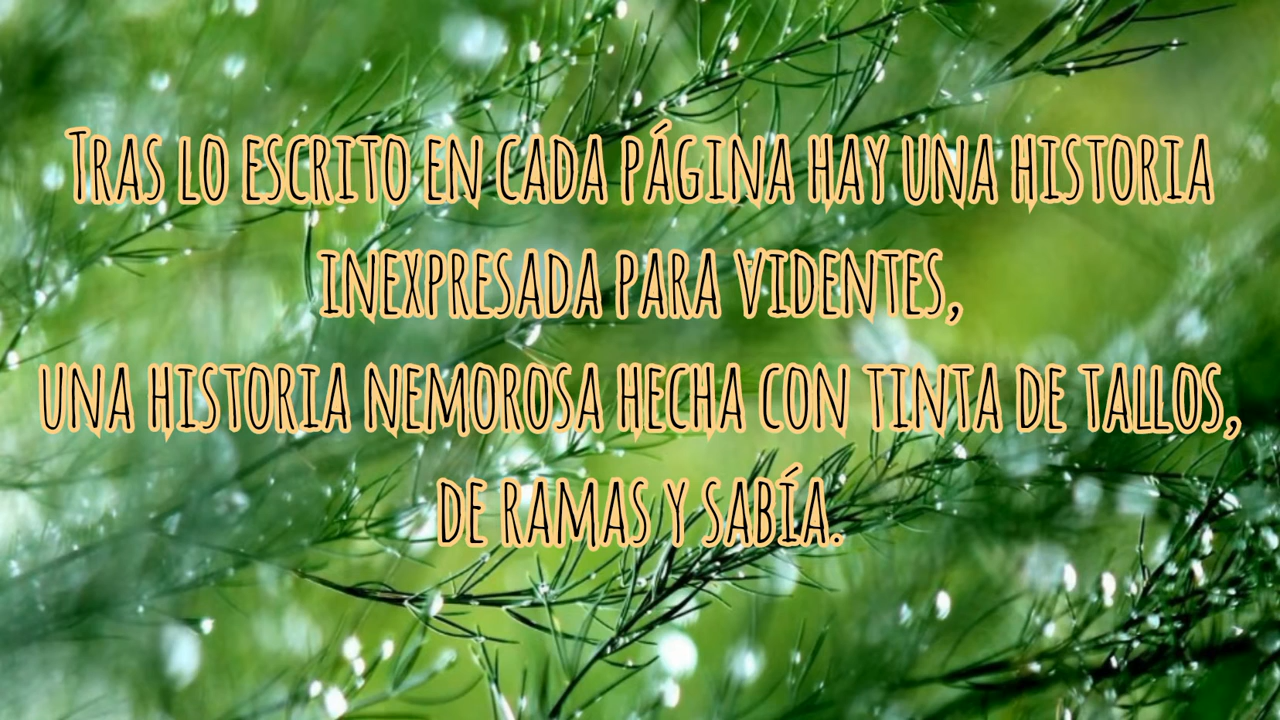 Tras lo escrito en cada página hay una historia
inexpresada para videntes,
una historia nemorosa hecha con tinta de tallos,
de ramas y sabía.